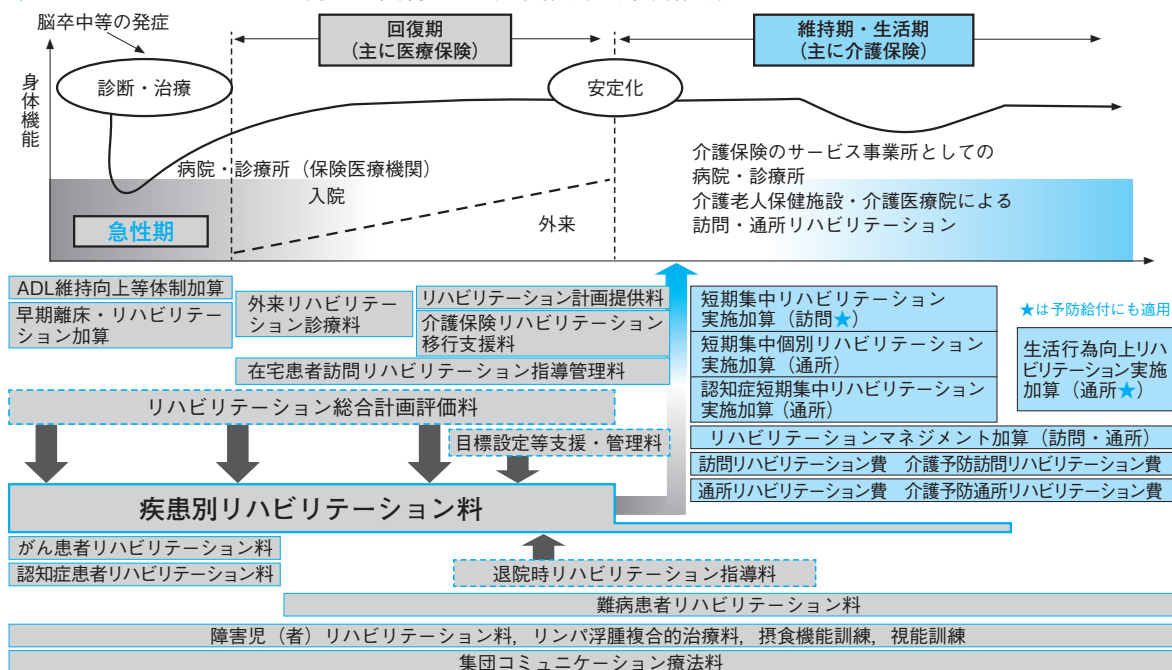 脳卒中等の発症
回復期
(主に医療保険)
維持期・生活期
(主に介護保険)
診断・治療
安定化
身体機能
病院・診療所（保険医療機関）
入院
外来
急性期
介護保険のサービス事業所としての
病院・診療所
介護老人保健施設・介護医療院による
訪問・通所リハビリテーション
ADL維持向上等体制加算
早期離床・リハビリテー
ション加算
外来リハビリテー
ション診療料
リハビリテーション計画提供料
介護保険リハビリテーション
移行支援料
在宅患者訪問リハビリテーション指導管理料
リハビリテーション総合計画評価料
目標設定等支援・管理料
疾患別リハビリテーション料
短期集中リハビリテーション
実施加算（訪問★）
短期集中個別リハビリテーション
実施加算（通所）
認知症短期集中リハビリテーション
実施加算（通所）
★は予防給付にも適用
生活行為向上リハ
ビリテーション実施
加算（通所★）
リハビリテーションマネジメント加算（訪問・通所）
訪問リハビリテーション費　介護予防訪問リハビリテーション費
通所リハビリテーション費　介護予防通所リハビリテーション費
がん患者リハビリテーション料
認知症患者リハビリテーション料
退院時リハビリテーション指導料
難病患者リハビリテーション料
障害児（者）リハビリテーション料，リンパ浮腫複合的治療料，摂食機能訓練，視能訓練
集団コミュニケーション療法料